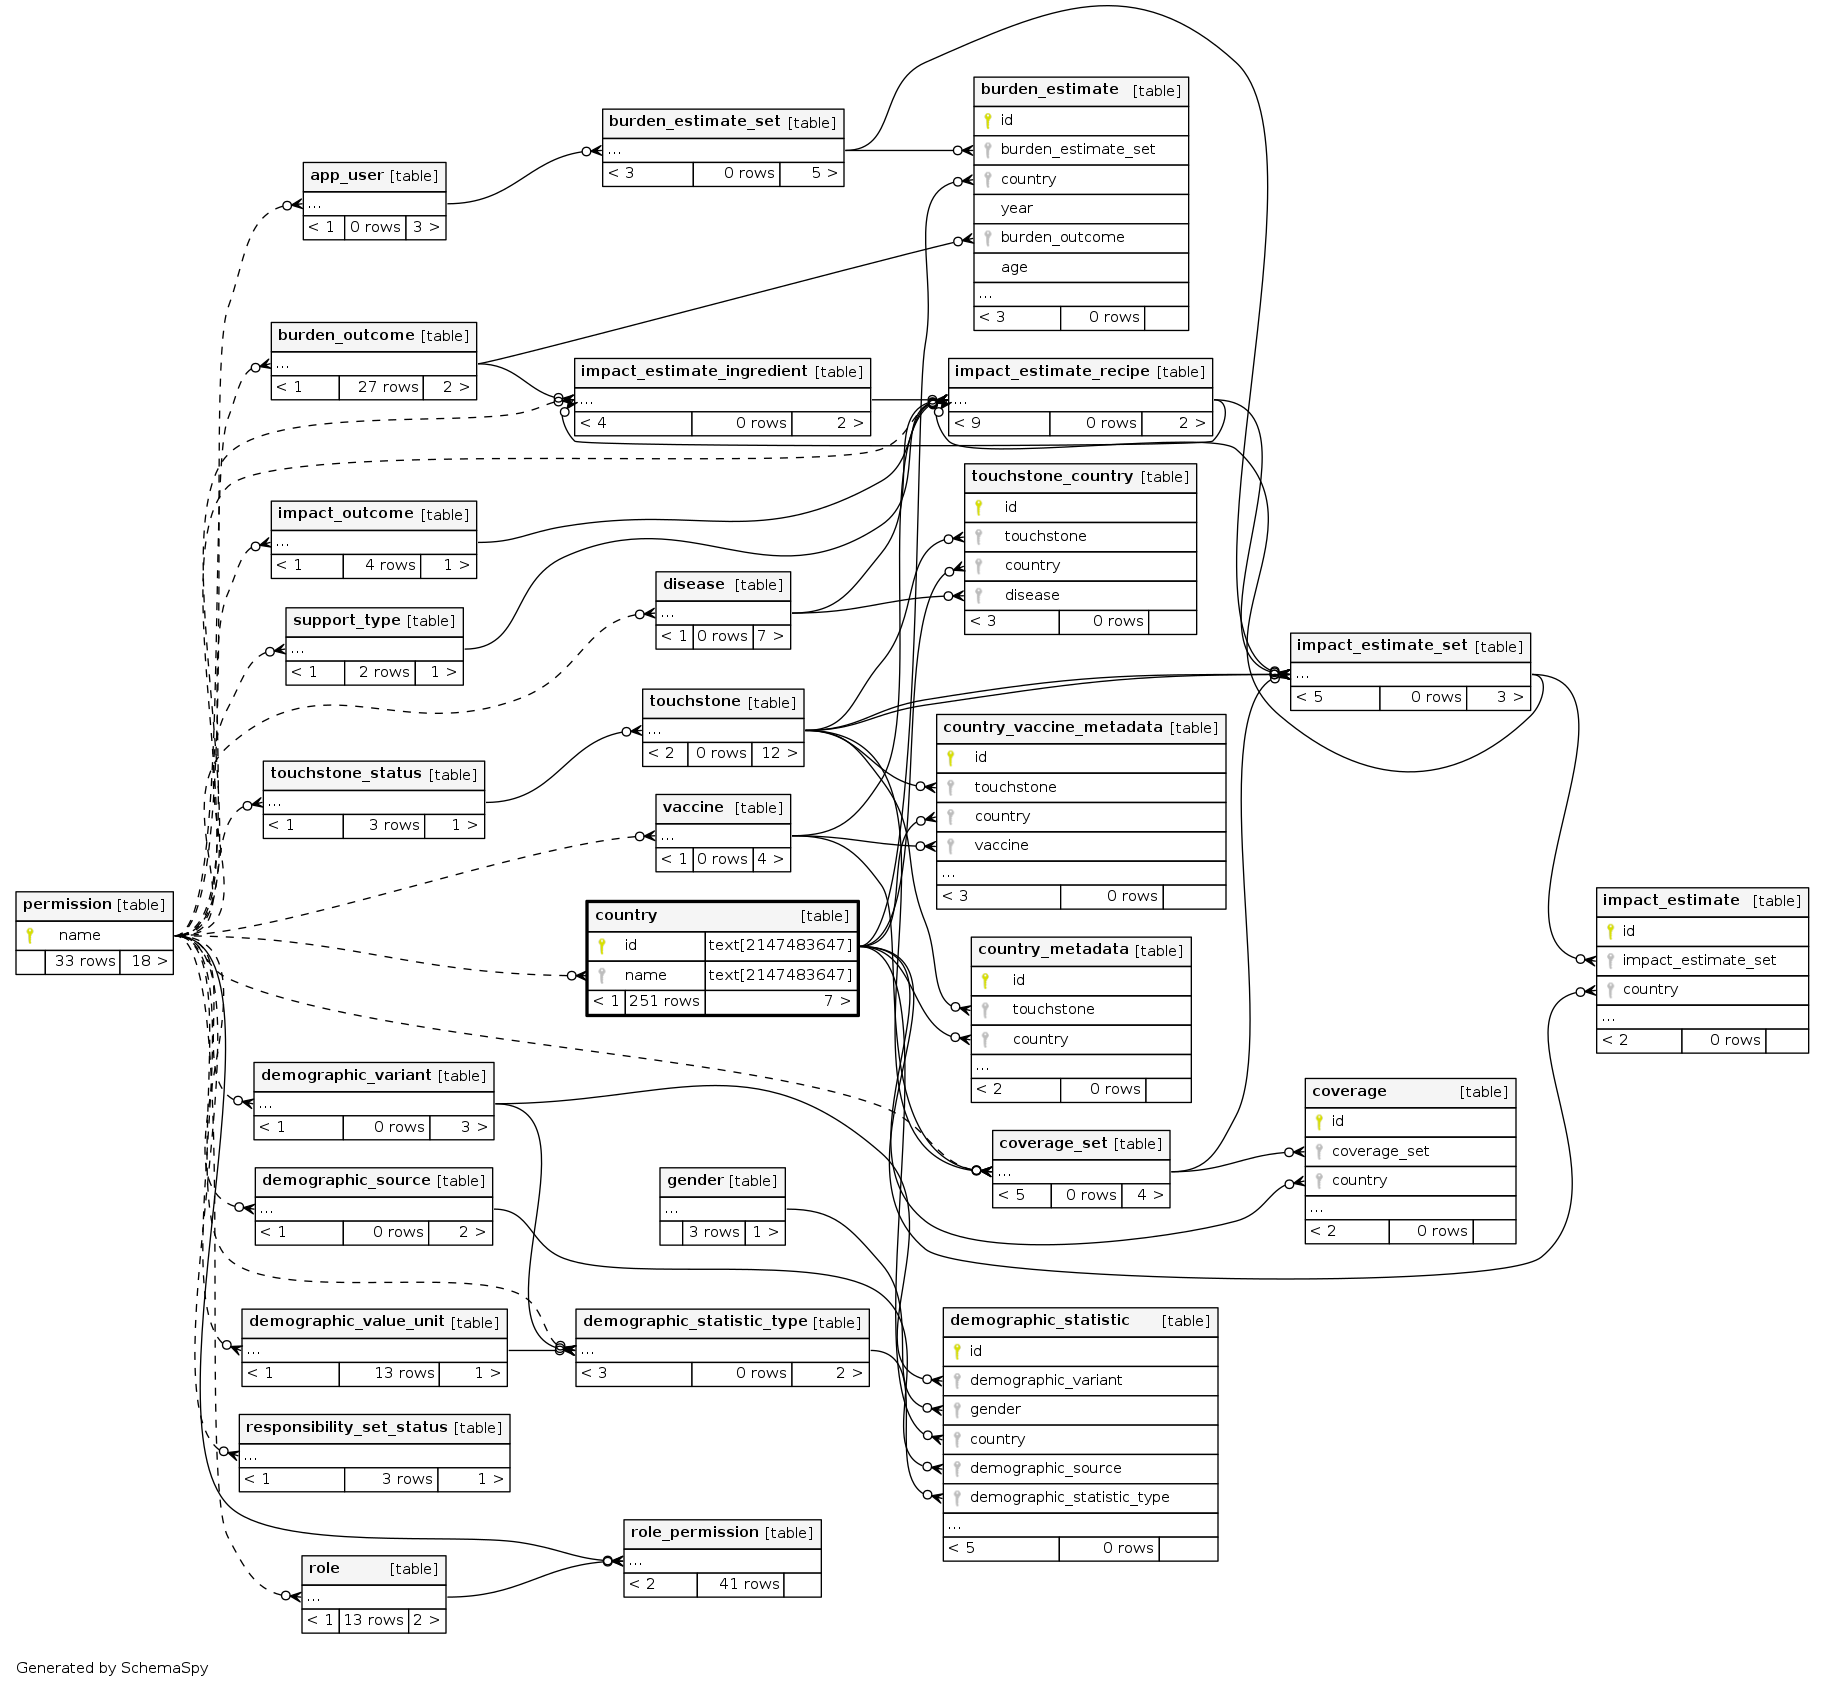 burden_estimate [table]
id
burden_estimate_set
country
year
burden_outcome
age
...
< 3 0 rows
burden_estimate_set [table]
...
< 3 0 rows 5 >
app_user [table]
...
< 1 0 rows 3 >
burden_outcome [table]
...
< 1 27 rows 2 >
impact_estimate_ingredient [table]
...
< 4 0 rows 2 >
impact_estimate_recipe [table]
...
< 9 0 rows 2 >
touchstone_country [table]
id
touchstone
country
disease
< 3 0 rows
impact_outcome [table]
...
< 1 4 rows 1 >
disease [table]
...
< 1 0 rows 7 >
support_type [table]
...
< 1 2 rows 1 >
impact_estimate_set [table]
...
< 5 0 rows 3 >
touchstone [table]
...
< 2 0 rows 12 >
country_vaccine_metadata [table]
id
touchstone
country
vaccine
...
< 3 0 rows
touchstone_status [table]
...
< 1 3 rows 1 >
vaccine [table]
...
< 1 0 rows 4 >
permission [table]
name
33 rows 18 >
country [table]
id text[2147483647]
name text[2147483647]
< 1 251 rows 7 >
impact_estimate [table]
id
impact_estimate_set
country
...
< 2 0 rows
country_metadata [table]
id
touchstone
country
...
< 2 0 rows
demographic_variant [table]
...
< 1 0 rows 3 >
coverage [table]
id
coverage_set
country
...
< 2 0 rows
coverage_set [table]
...
< 5 0 rows 4 >
demographic_source [table]
...
< 1 0 rows 2 >
gender [table]
...
3 rows 1 >
demographic_value_unit [table]
...
< 1 13 rows 1 >
demographic_statistic_type [table]
...
< 3 0 rows 2 >
demographic_statistic [table]
id
demographic_variant
gender
country
demographic_source
demographic_statistic_type
...
< 5 0 rows
responsibility_set_status [table]
...
< 1 3 rows 1 >
role_permission [table]
...
< 2 41 rows
role [table]
...
< 1 13 rows 2 >
Generated by SchemaSpy